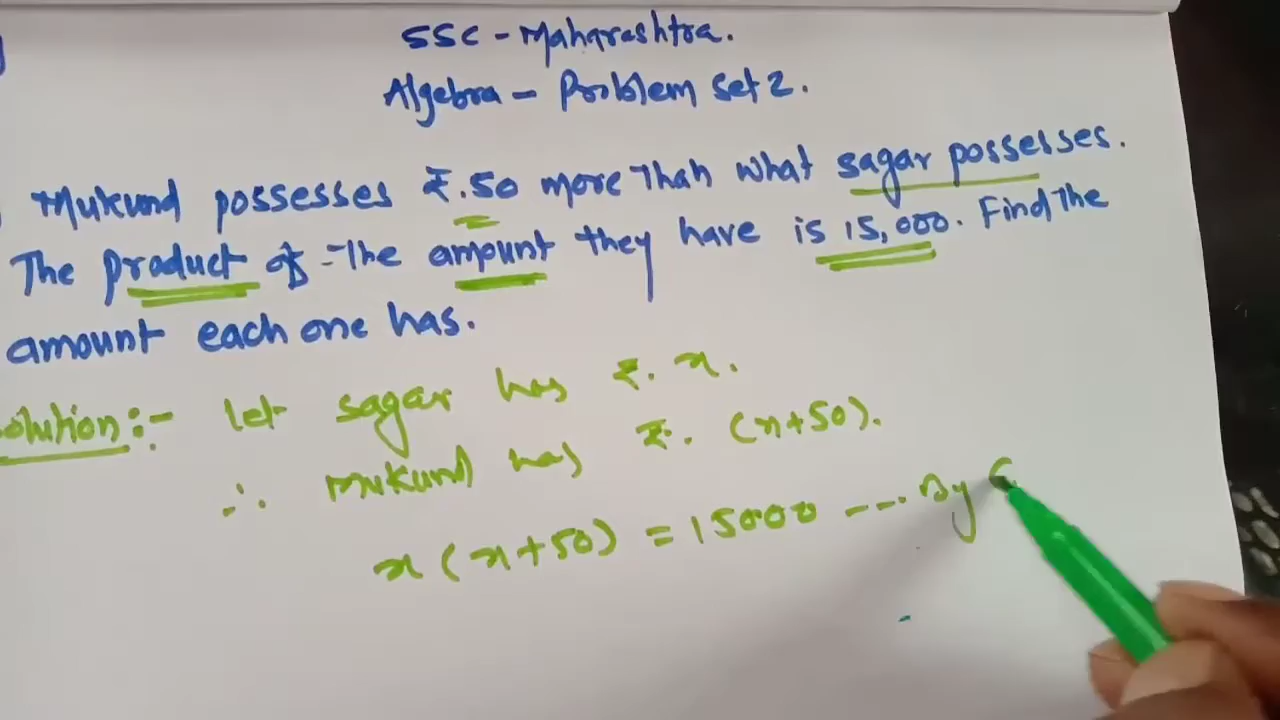 SSC - Maharashtra.
Algebra - Problem Set 2.
Mukund possesses ₹.50 more than what sagar possesses.
The product of the amount they have is 15,000. Find the
amount each one has.
olution:- let sagar has ₹. x.
∴ Mukund has ₹. (x+50).
x(x+50) = 15000 ---- By